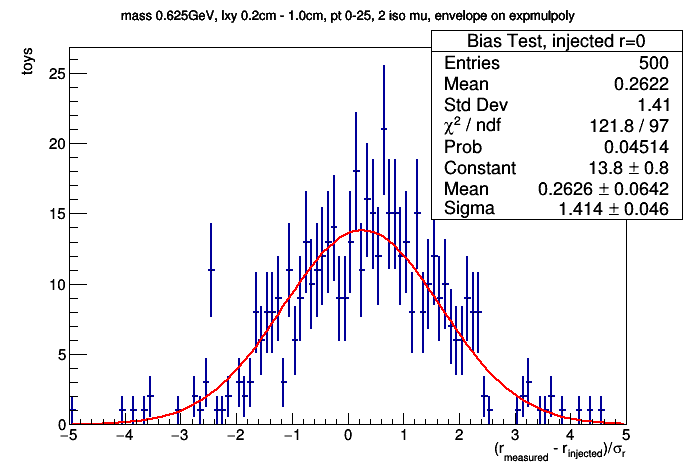 mass 0.625GeV, lxy 0.2cm - 1.0cm, pt 0-25, 2 iso mu, envelope on expmulpoly
toys
Bias Test, injected r=0
Entries 500
Mean 0.2622
Std Dev 1.41
χ² / ndf 121.8 / 97
Prob 0.04514
Constant 13.8 ± 0.8
Mean 0.2626 ± 0.0642
Sigma 1.414 ± 0.046
25
20
15
10
5
0
−5 −4 −3 −2 −1 0 1 2 3 4 5
(r_measured - r_injected)/σ_r